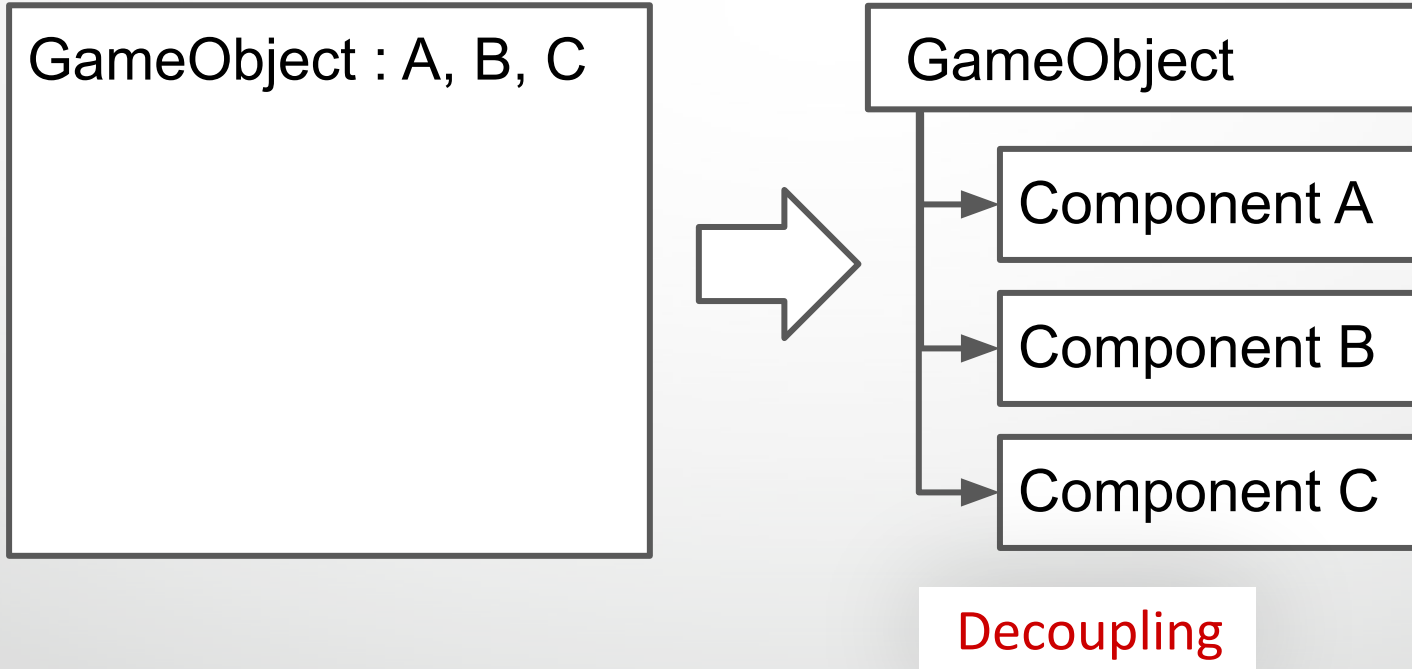 GameObject : A, B, C
GameObject
Component A
Component B
Component C
Decoupling